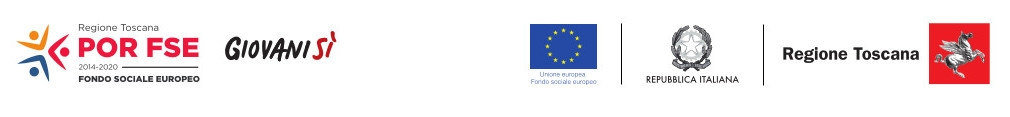 Regione Toscana
POR FSE
2014-2020
FONDO SOCIALE EUROPEO
GIOVANISÌ
Unione europea
Fondo sociale europeo
REPUBBLICA ITALIANA
Regione Toscana